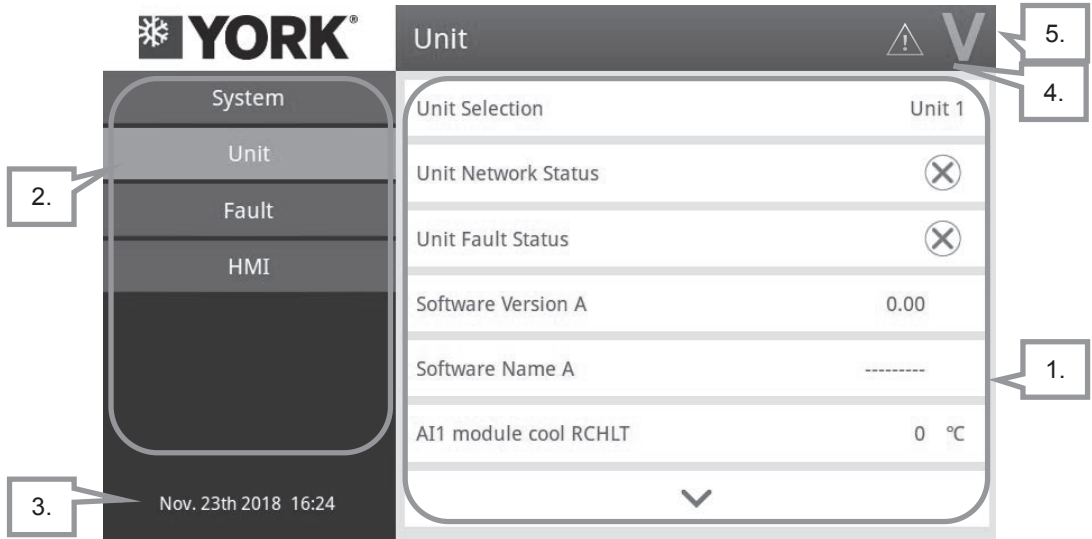 YORK®
Unit
V
5.
4.
System
Unit
Fault
HMI
2.
Nov. 23th 2018 16:24
3.
Unit Selection Unit 1
Unit Network Status
Unit Fault Status
Software Version A 0.00
Software Name A ---------
AI1 module cool RCHLT 0 ℃
1.